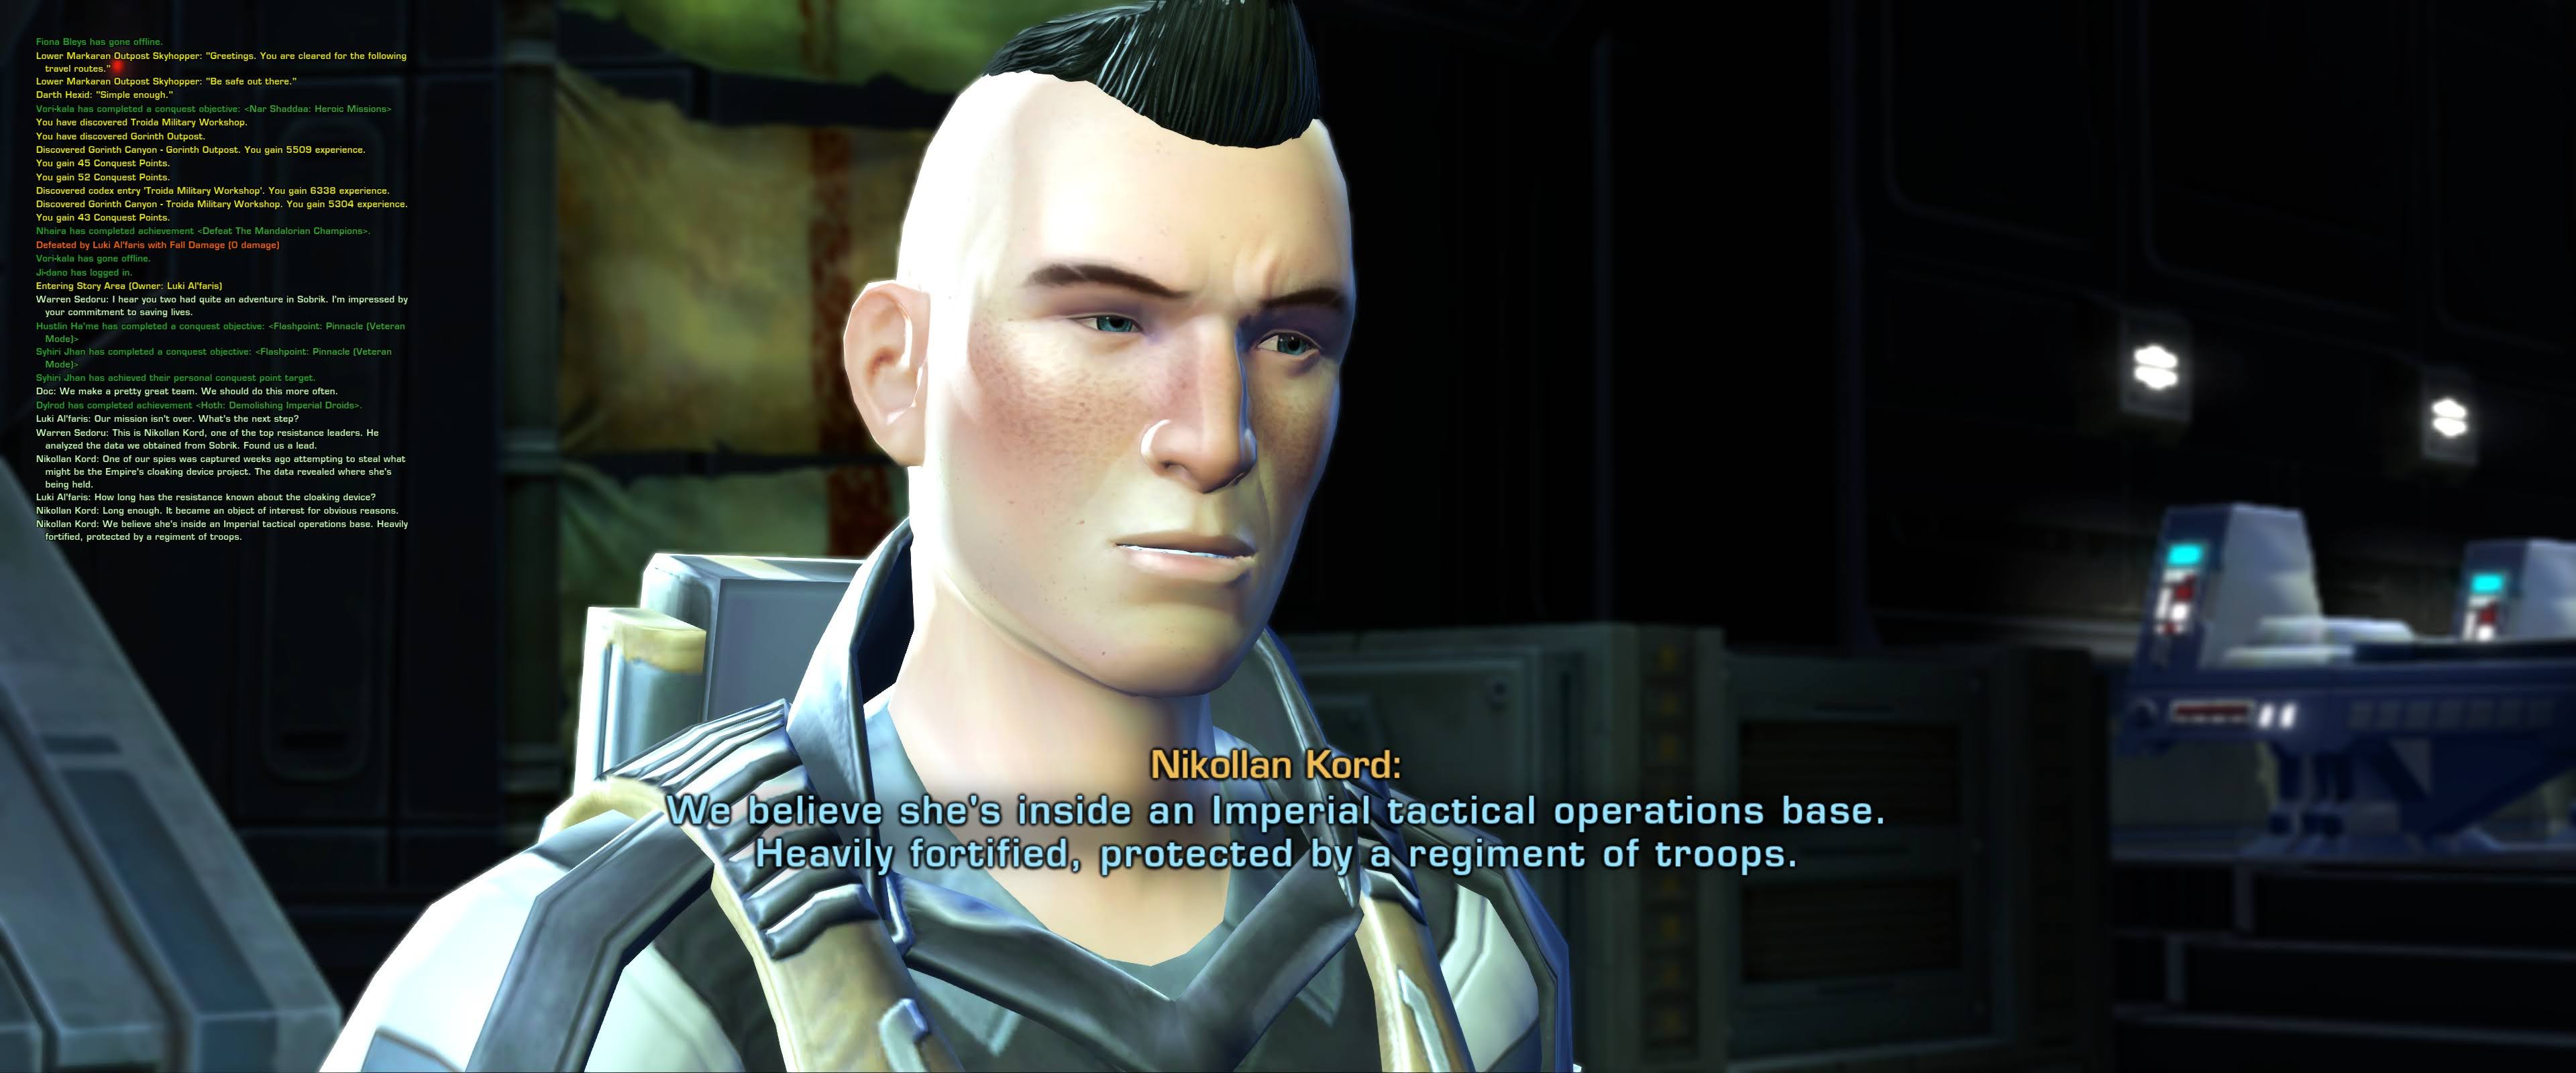 Fiona Bleys has gone offline.
Lower Markaran Outpost Skyhopper: "Greetings. You are cleared for the following
travel routes."
Lower Markaran Outpost Skyhopper: "Be safe out there."
Darth Hexid: "Simple enough."
Vori-kala has completed a conquest objective: <Nar Shaddaa: Heroic Missions>
You have discovered Troida Military Workshop.
You have discovered Gorinth Outpost.
Discovered Gorinth Canyon - Gorinth Outpost. You gain 5509 experience.
You gain 45 Conquest Points.
You gain 52 Conquest Points.
Discovered codex entry 'Troida Military Workshop'. You gain 6338 experience.
Discovered Gorinth Canyon - Troida Military Workshop. You gain 5304 experience.
You gain 43 Conquest Points.
Nhaira has completed achievement <Defeat The Mandalorian Champions>.
Defeated by Luki Al'faris with Fall Damage (0 damage)
Vori-kala has gone offline.
Ji-dano has logged in.
Entering Story Area (Owner: Luki Al'faris)
Warren Sedoru: I hear you two had quite an adventure in Sobrik. I'm impressed by
your commitment to saving lives.
Hustlin Ha'me has completed a conquest objective: <Flashpoint: Pinnacle (Veteran
Mode)>
Syhiri Jhan has completed a conquest objective: <Flashpoint: Pinnacle (Veteran
Mode)>
Syhiri Jhan has achieved their personal conquest point target.
Doc: We make a pretty great team. We should do this more often.
Dylrod has completed achievement <Hoth: Demolishing Imperial Droids>.
Luki Al'faris: Our mission isn't over. What's the next step?
Warren Sedoru: This is Nikollan Kord, one of the top resistance leaders. He
analyzed the data we obtained from Sobrik. Found us a lead.
Nikollan Kord: One of our spies was captured weeks ago attempting to steal what
might be the Empire's cloaking device project. The data revealed where she's
being held.
Luki Al'faris: How long has the resistance known about the cloaking device?
Nikollan Kord: Long enough. It became an object of interest for obvious reasons.
Nikollan Kord: We believe she's inside an Imperial tactical operations base. Heavily
fortified, protected by a regiment of troops.
Nikollan Kord:
We believe she's inside an Imperial tactical operations base.
Heavily fortified, protected by a regiment of troops.